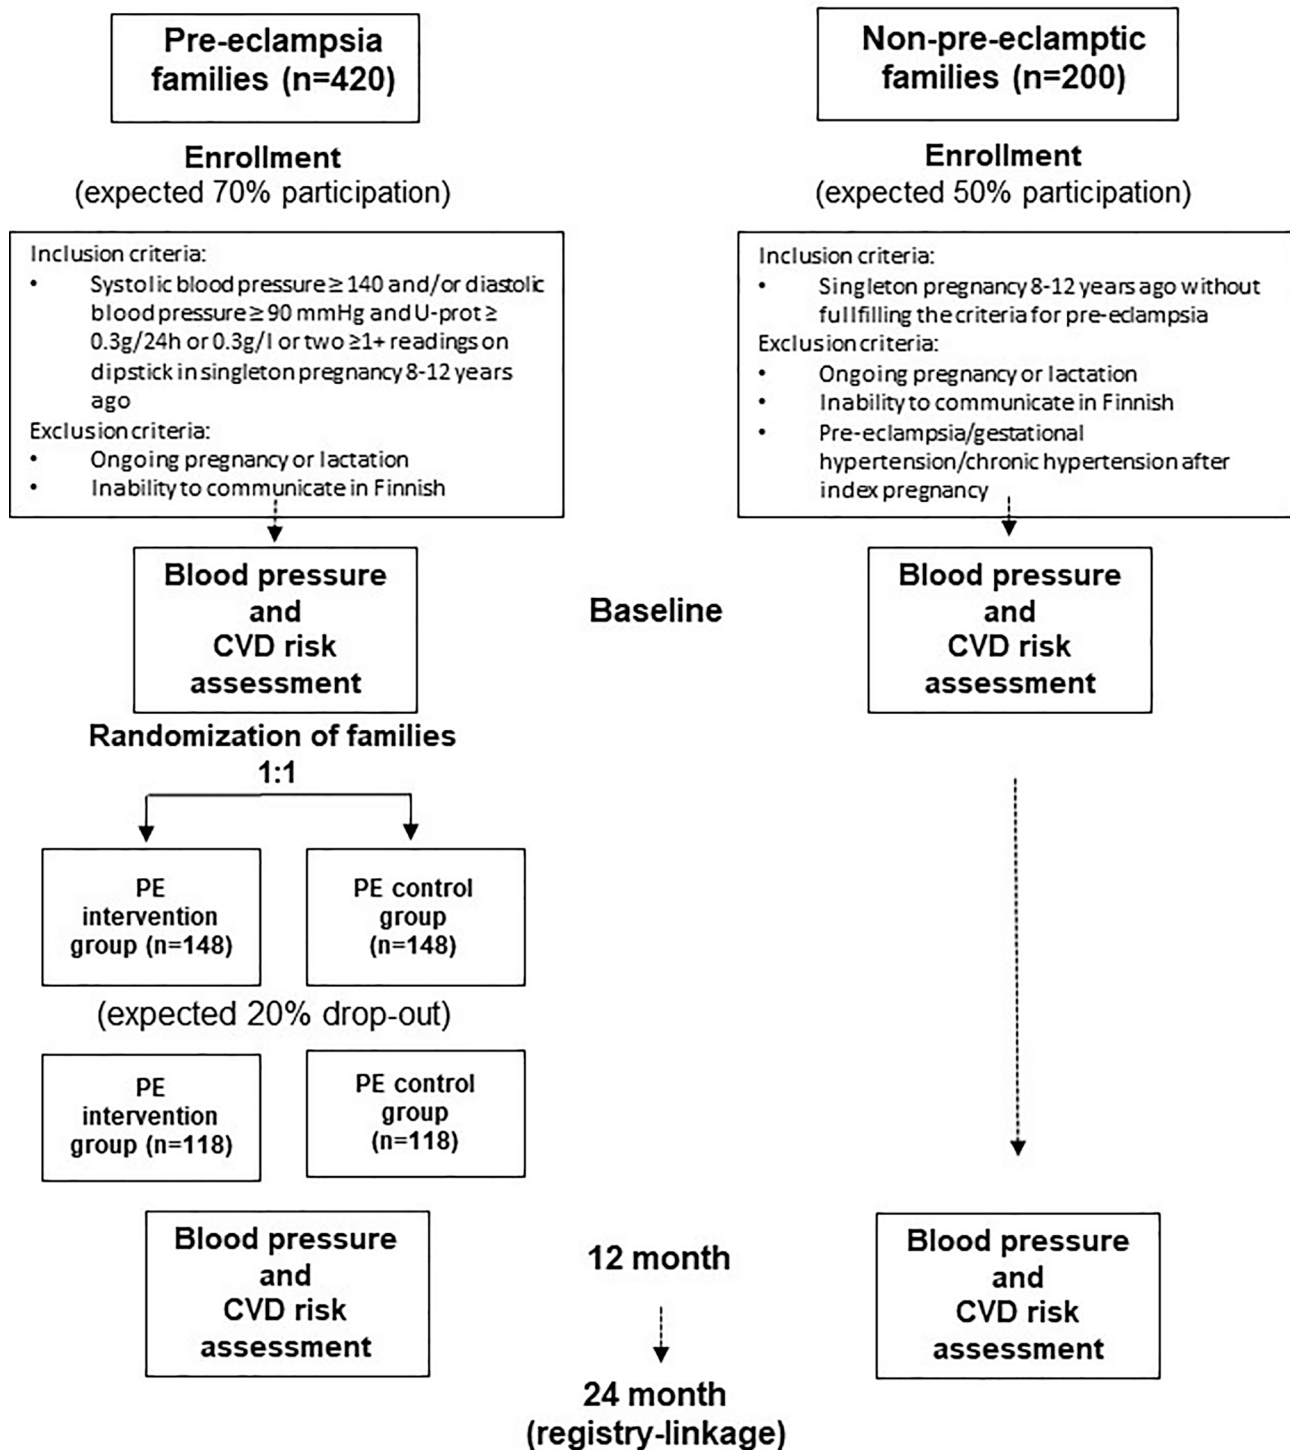 Pre-eclampsia
families (n=420)
Non-pre-eclamptic
families (n=200)
Enrollment
(expected 70% participation)
Enrollment
(expected 50% participation)
Inclusion criteria:
• Systolic blood pressure ≥ 140 and/or diastolic
blood pressure ≥ 90 mmHg and U-prot ≥
0.3g/24h or 0.3g/l or two ≥1+ readings on
dipstick in singleton pregnancy 8-12 years
ago
Exclusion criteria:
• Ongoing pregnancy or lactation
• Inability to communicate in Finnish
Inclusion criteria:
• Singleton pregnancy 8-12 years ago without
fullfilling the criteria for pre-eclampsia
Exclusion criteria:
• Ongoing pregnancy or lactation
• Inability to communicate in Finnish
• Pre-eclampsia/gestational
hypertension/chronic hypertension after
index pregnancy
Blood pressure
and
CVD risk
assessment
Baseline
Blood pressure
and
CVD risk
assessment
Randomization of families
1:1
PE
intervention
group (n=148)
PE control
group
(n=148)
(expected 20% drop-out)
PE
intervention
group (n=118)
PE control
group
(n=118)
Blood pressure
and
CVD risk
assessment
12 month
Blood pressure
and
CVD risk
assessment
24 month
(registry-linkage)